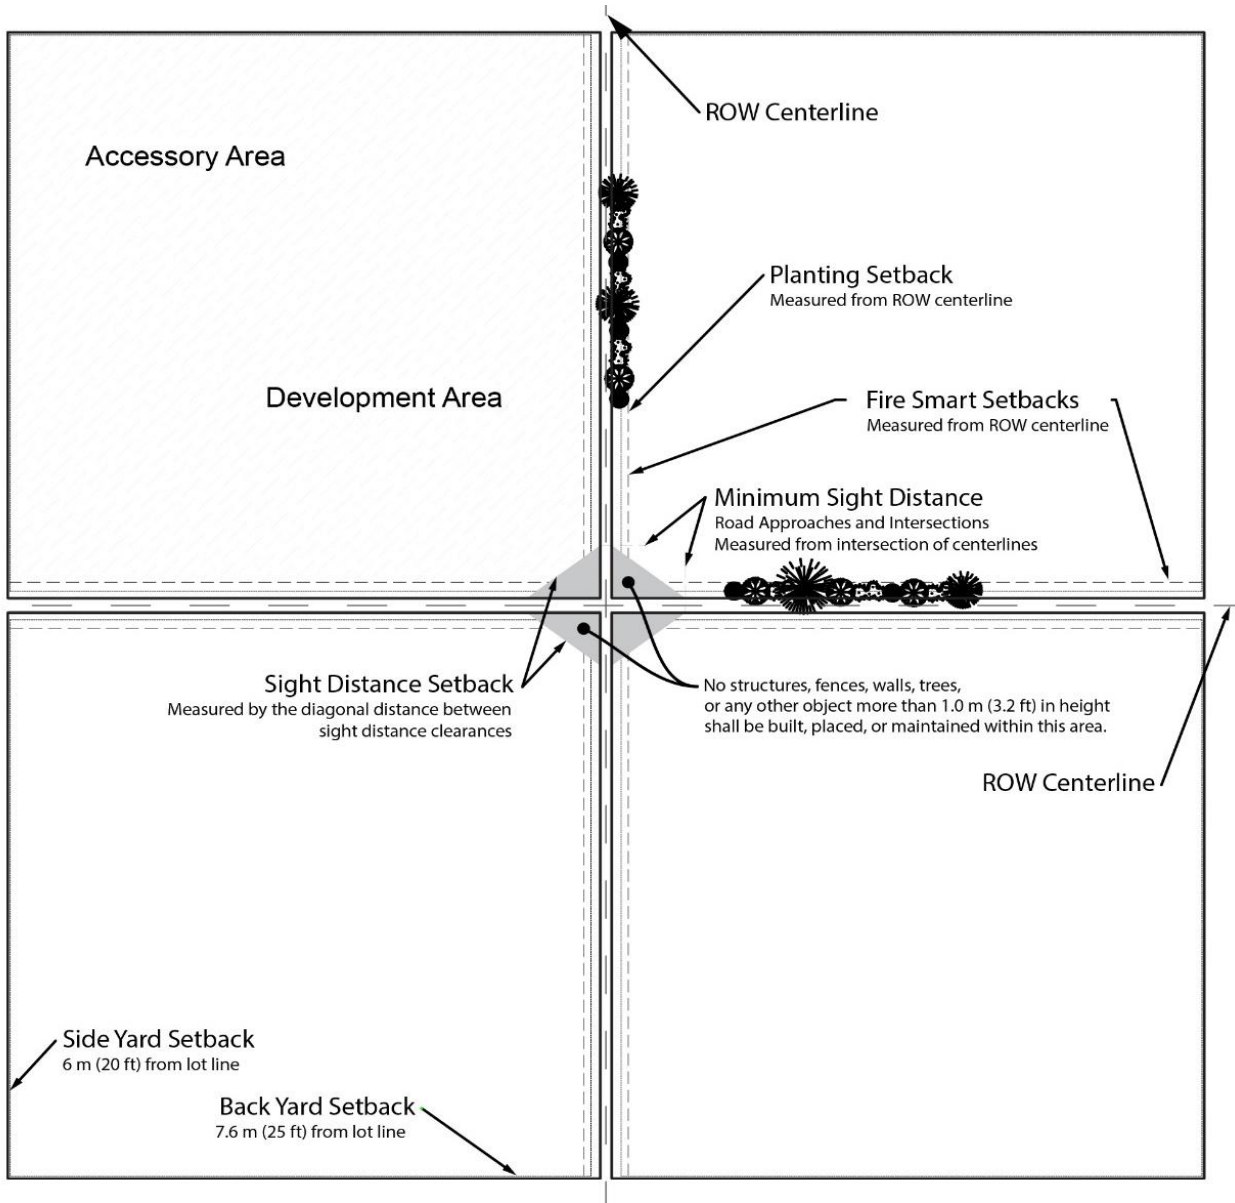 ROW Centerline
Accessory Area
Planting Setback
Measured from ROW centerline
Development Area
Fire Smart Setbacks
Measured from ROW centerline
Minimum Sight Distance
Road Approaches and Intersections
Measured from intersection of centerlines
Sight Distance Setback
Measured by the diagonal distance between
sight distance clearances
No structures, fences, walls, trees,
or any other object more than 1.0 m (3.2 ft) in height
shall be built, placed, or maintained within this area.
ROW Centerline
Side Yard Setback
6 m (20 ft) from lot line
Back Yard Setback
7.6 m (25 ft) from lot line